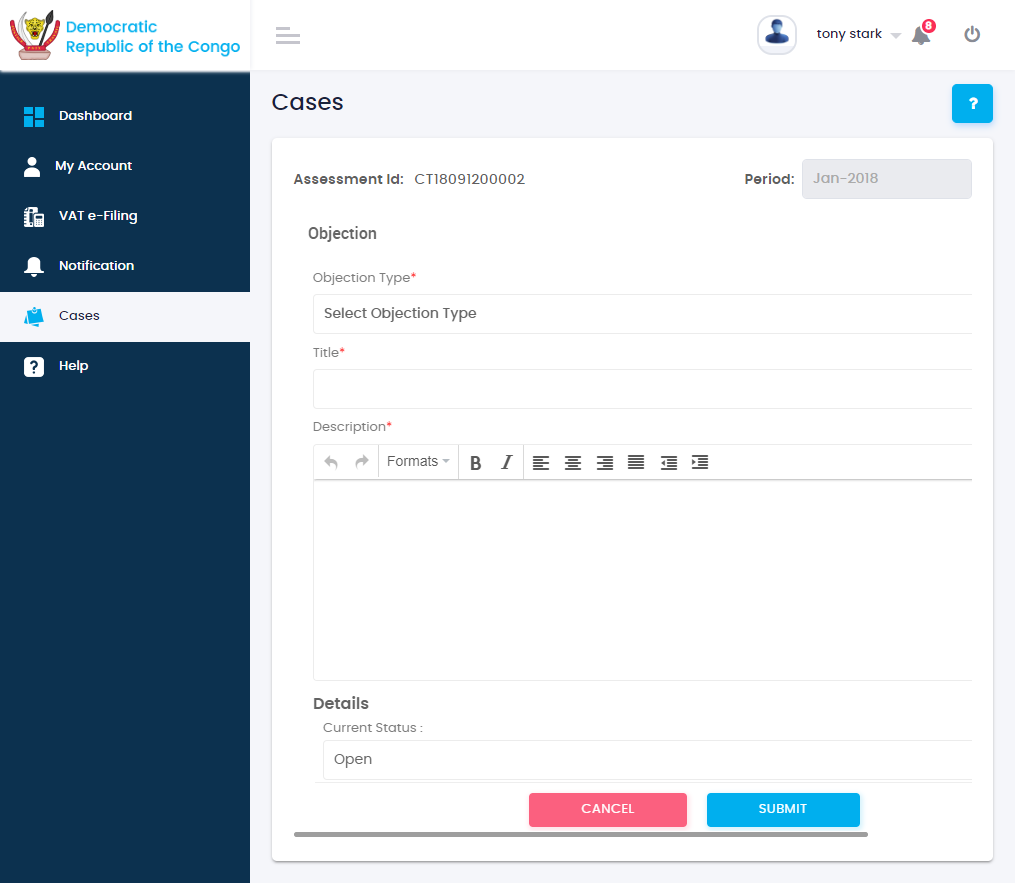 Democratic
Republic of the Congo
tony stark
8
Dashboard
My Account
VAT e-Filing
Notification
Cases
Help
Cases
?
Assessment Id: CT18091200002
Period: Jan-2018
Objection
Objection Type*
Select Objection Type
Title*
Description*
Formats
B I
Details
Current Status :
Open
CANCEL
SUBMIT